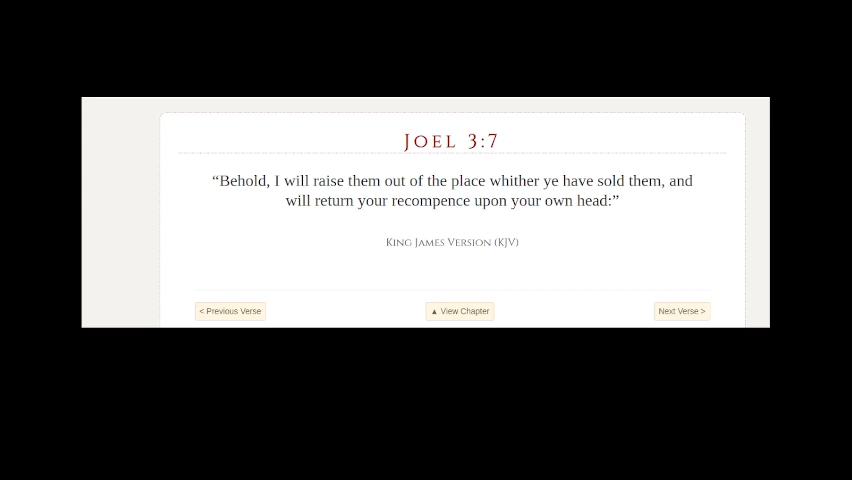 Joel 3:7
“Behold, I will raise them out of the place whither ye have sold them, and
will return your recompence upon your own head:”
King James Version (KJV)
< Previous Verse
▲ View Chapter
Next Verse >